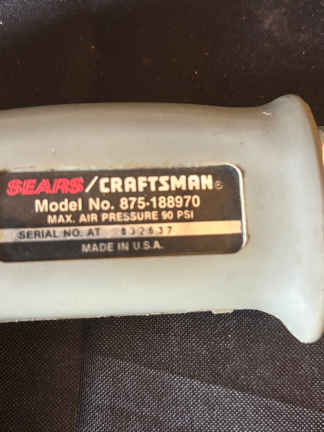 SEARS/CRAFTSMAN®
Model No. 875-188970
MAX. AIR PRESSURE 90 PSI
SERIAL NO. AT 832637
MADE IN U.S.A.